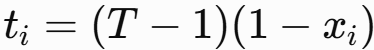 t_i = (T − 1)(1 − x_i)